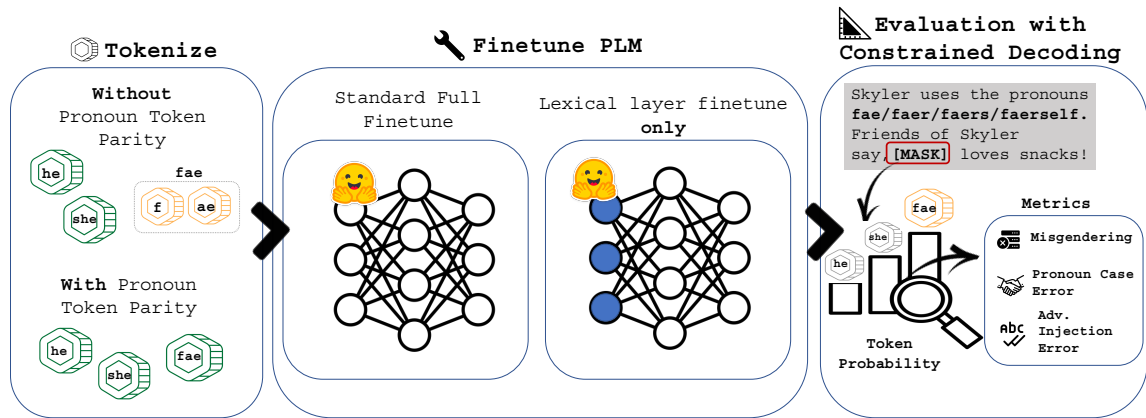 Tokenize
Without
Pronoun Token
Parity
he
she
fae
f
ae
With Pronoun
Token Parity
he
she
fae
Finetune PLM
Standard Full
Finetune
Lexical layer finetune
only
Evaluation with
Constrained Decoding
Skyler uses the pronouns
fae/faer/faers/faerself.
Friends of Skyler
say, [MASK] loves snacks!
he
she
fae
Token
Probability
Metrics
Misgendering
Pronoun Case
Error
Abc
Adv.
Injection
Error